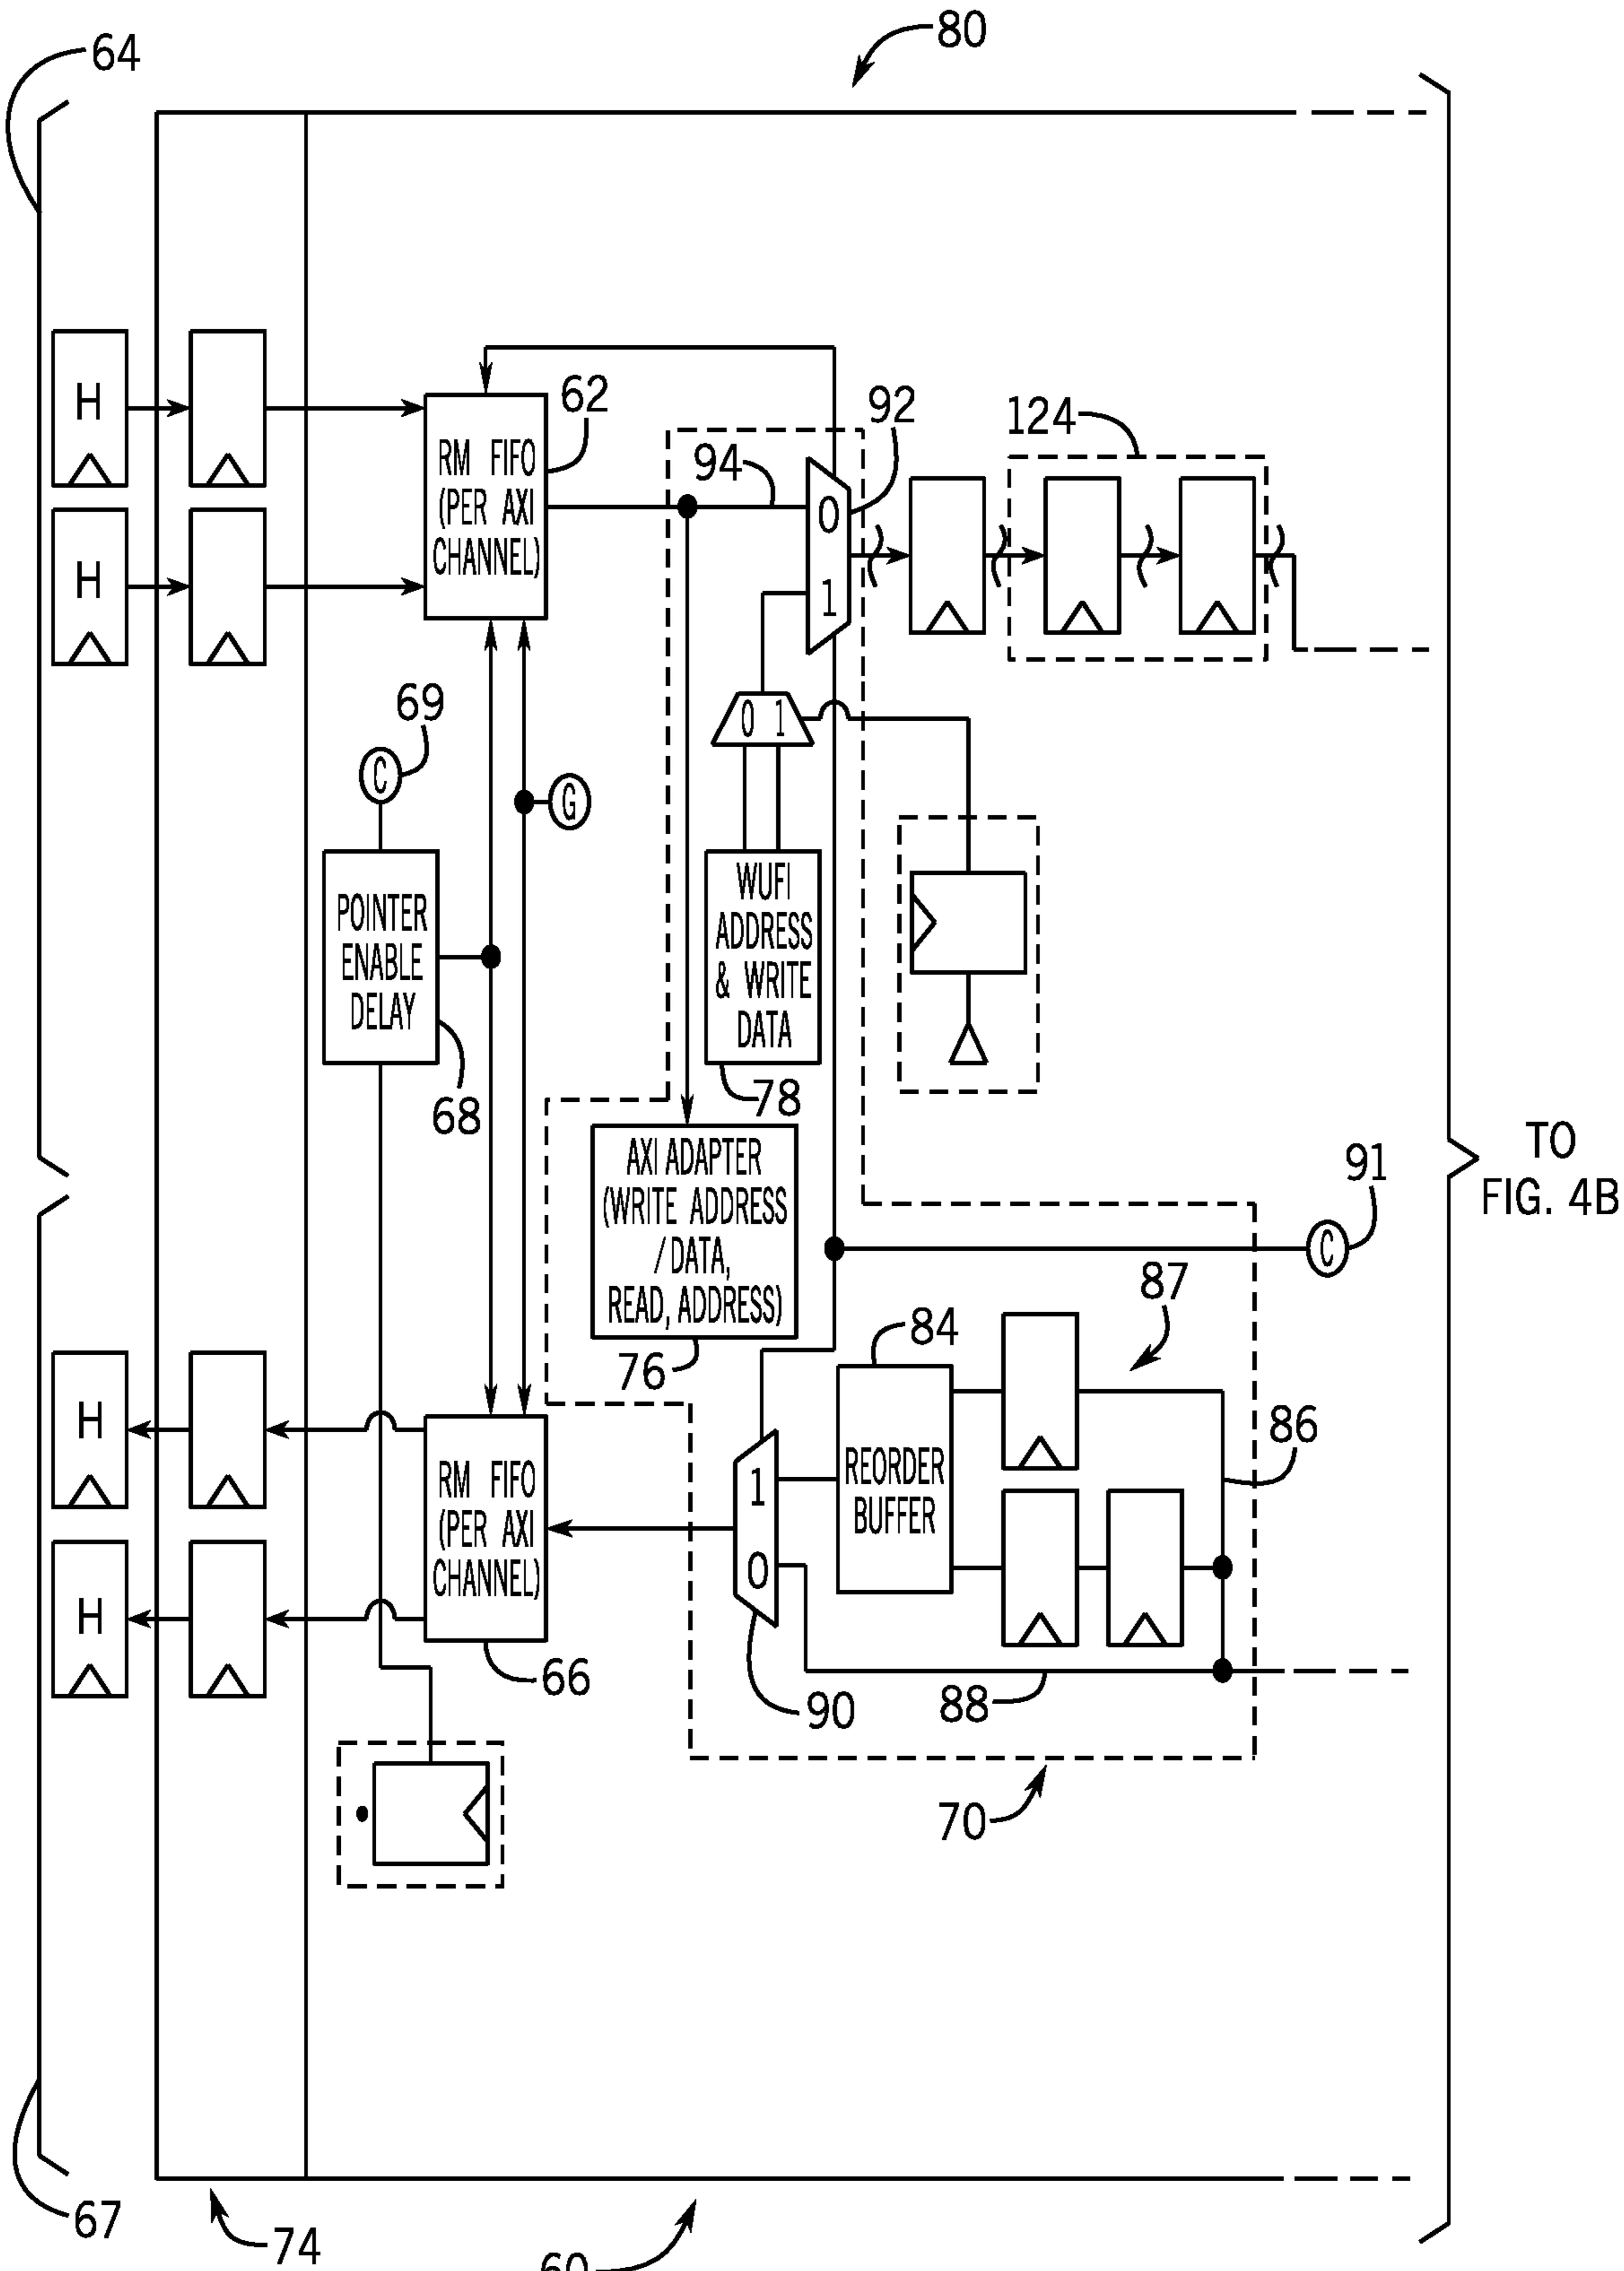 80
64
H
62
RM FIFO
(PER AXI
CHANNEL)
94
92
124
0
1
H
69
C
G
0 1
POINTER
ENABLE
DELAY
68
WUFI
ADDRESS
& WRITE
DATA
78
AXI ADAPTER
(WRITE ADDRESS
/DATA,
READ, ADDRESS)
76
91
C
TO
FIG. 4B
87
84
REORDER
BUFFER
86
H
RM FIFO
(PER AXI
CHANNEL)
66
1
0
90
88
H
70
67
74
60